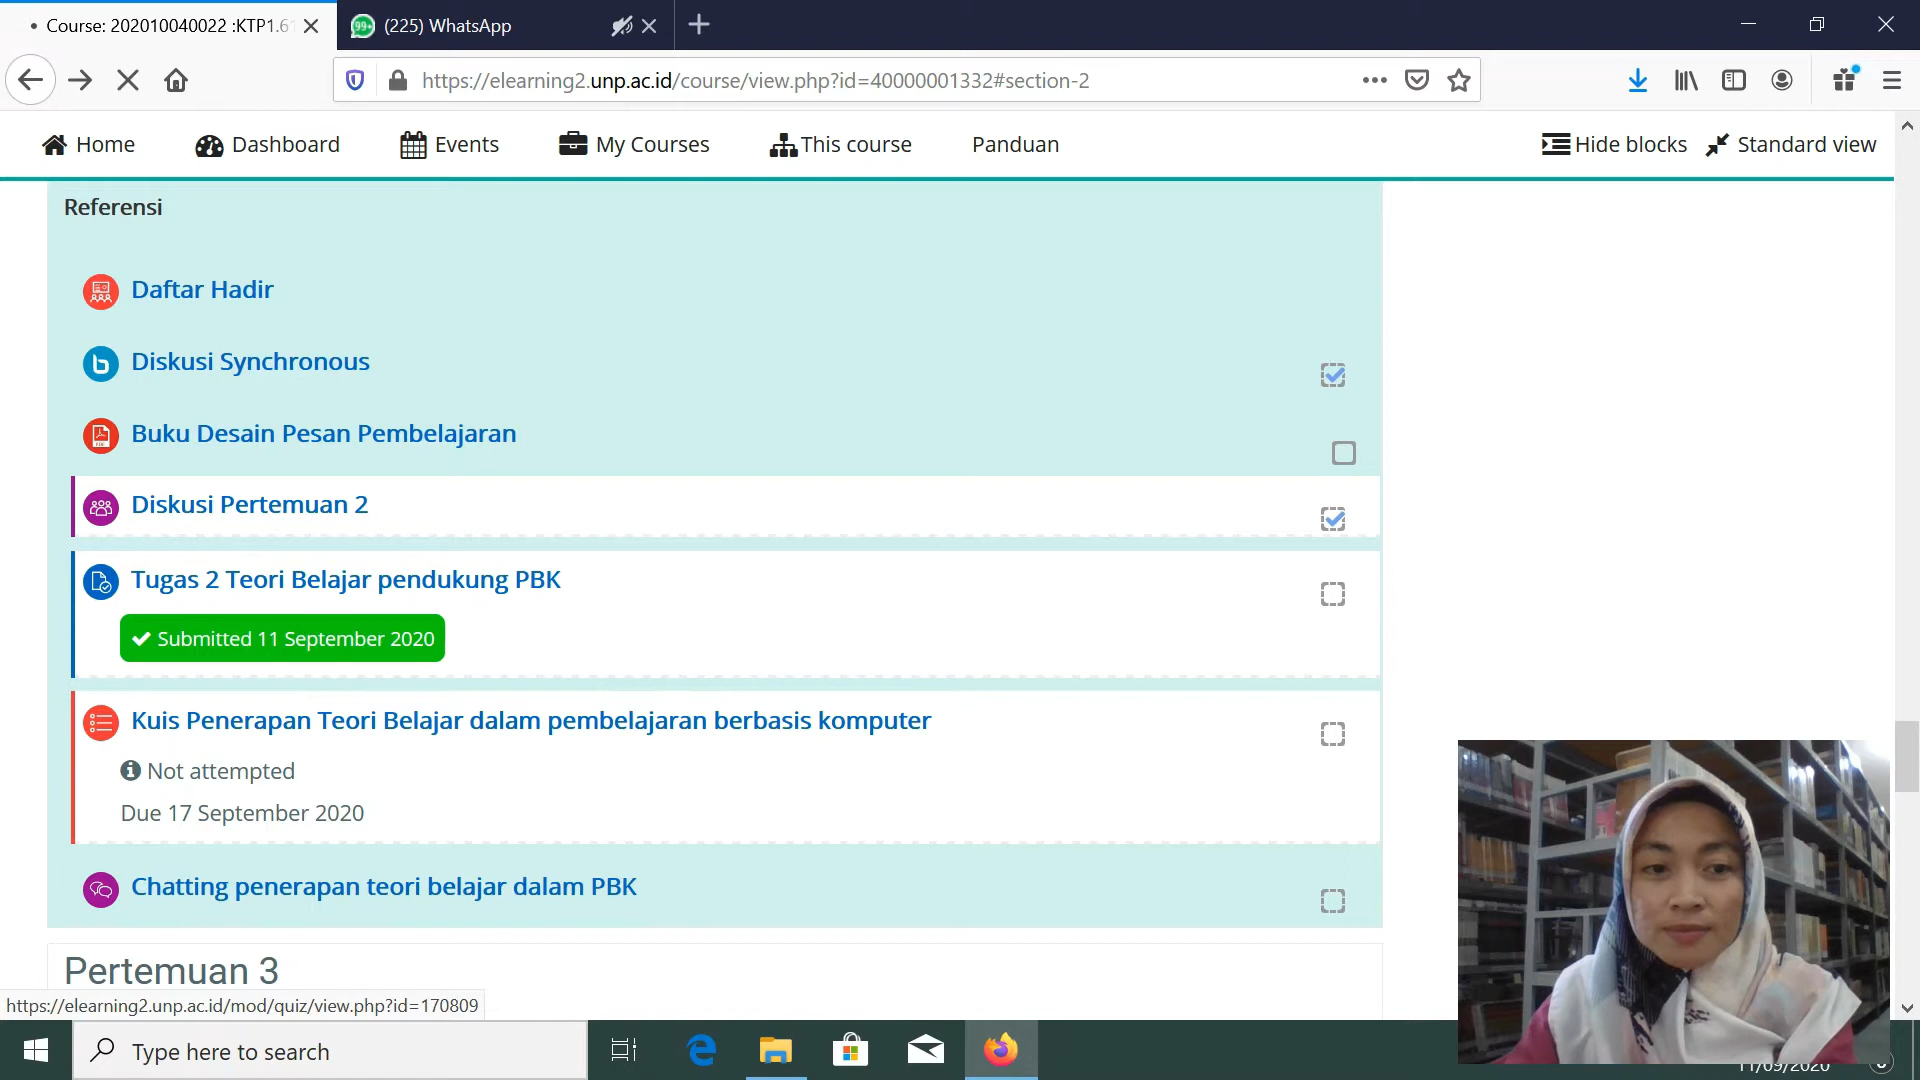 Course: 202010040022 :KTP1.61
(225) WhatsApp
https://elearning2.unp.ac.id/course/view.php?id=40000001332#section-2
Home
Dashboard
Events
My Courses
This course
Panduan
Hide blocks
Standard view
Referensi
Daftar Hadir
Diskusi Synchronous
Buku Desain Pesan Pembelajaran
Diskusi Pertemuan 2
Tugas 2 Teori Belajar pendukung PBK
Submitted 11 September 2020
Kuis Penerapan Teori Belajar dalam pembelajaran berbasis komputer
Not attempted
Due 17 September 2020
Chatting penerapan teori belajar dalam PBK
Pertemuan 3
https://elearning2.unp.ac.id/mod/quiz/view.php?id=170809
Type here to search
11/09/2020